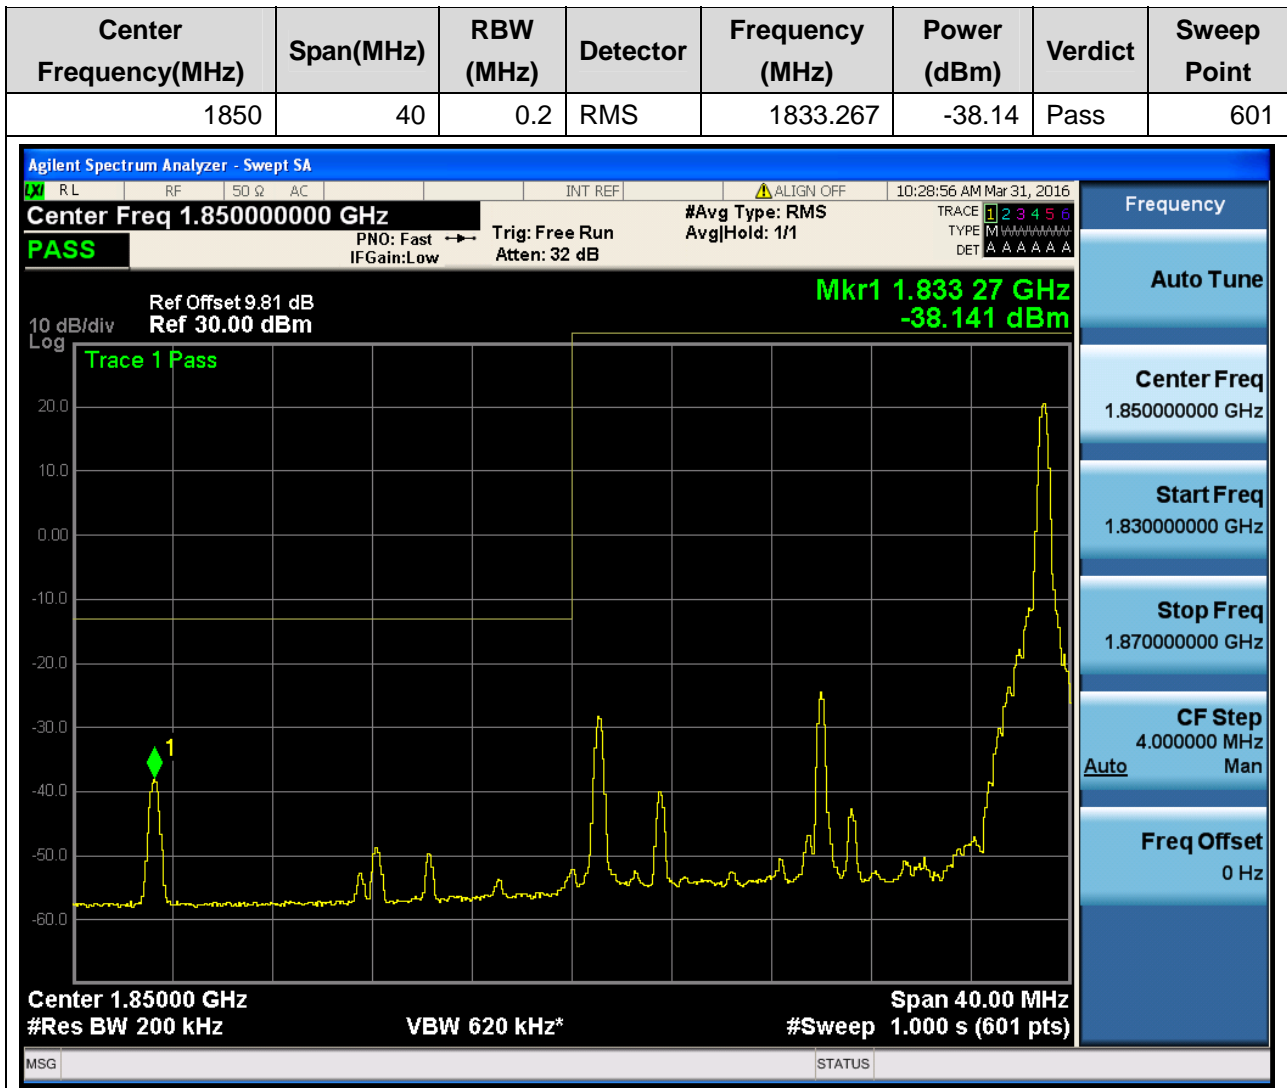 Center Frequency(MHz) Span(MHz) RBW (MHz) Detector Frequency (MHz) Power (dBm) Verdict Sweep Point
1850 40 0.2 RMS 1833.267 -38.14 Pass 601
Agilent Spectrum Analyzer - Swept SA
LXI RL RF 50 Ω AC INT REF ALIGN OFF 10:28:56 AM Mar 31, 2016
Center Freq 1.850000000 GHz
PASS
PNO: Fast
IFGain:Low
Trig: Free Run
Atten: 32 dB
#Avg Type: RMS
Avg|Hold: 1/1
TRACE 1 2 3 4 5 6
TYPE M
DET A A A A A A
Mkr1 1.833 27 GHz
-38.141 dBm
Ref Offset 9.81 dB
10 dB/div Ref 30.00 dBm
Log
Trace 1 Pass
20.0
10.0
0.00
-10.0
-20.0
-30.0
1
-40.0
-50.0
-60.0
Center 1.85000 GHz Span 40.00 MHz
#Res BW 200 kHz VBW 620 kHz* #Sweep 1.000 s (601 pts)
MSG STATUS
Frequency
Auto Tune
Center Freq
1.850000000 GHz
Start Freq
1.830000000 GHz
Stop Freq
1.870000000 GHz
CF Step
4.000000 MHz
Auto Man
Freq Offset
0 Hz